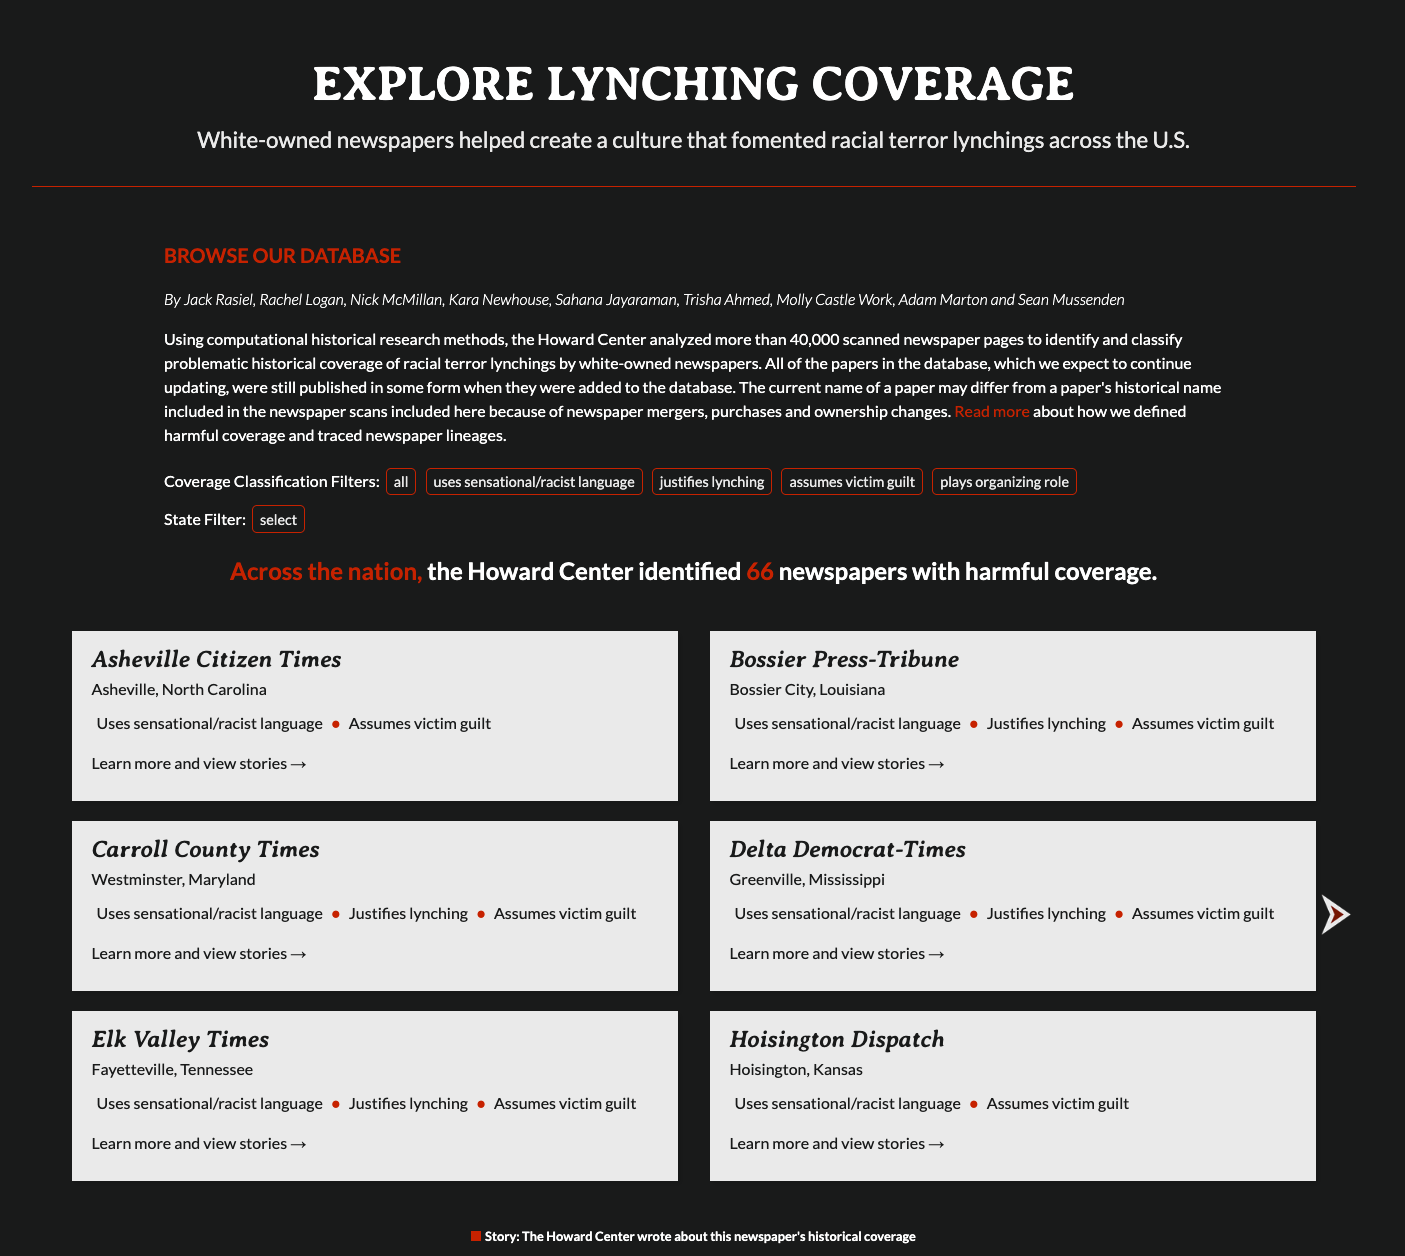 EXPLORE LYNCHING COVERAGE
White-owned newspapers helped create a culture that fomented racial terror lynchings across the U.S.
BROWSE OUR DATABASE
By Jack Rasiel, Rachel Logan, Nick McMillan, Kara Newhouse, Sahana Jayaraman, Trisha Ahmed, Molly Castle Work, Adam Marton and Sean Mussenden
Using computational historical research methods, the Howard Center analyzed more than 40,000 scanned newspaper pages to identify and classify
problematic historical coverage of racial terror lynchings by white-owned newspapers. All of the papers in the database, which we expect to continue
updating, were still published in some form when they were added to the database. The current name of a paper may differ from a paper's historical name
included in the newspaper scans included here because of newspaper mergers, purchases and ownership changes. Read more about how we defined
harmful coverage and traced newspaper lineages.
Coverage Classification Filters: all uses sensational/racist language justifies lynching assumes victim guilt plays organizing role
State Filter: select
Across the nation, the Howard Center identified 66 newspapers with harmful coverage.
Asheville Citizen Times
Asheville, North Carolina
Uses sensational/racist language • Assumes victim guilt
Learn more and view stories →
Bossier Press-Tribune
Bossier City, Louisiana
Uses sensational/racist language • Justifies lynching • Assumes victim guilt
Learn more and view stories →
Carroll County Times
Westminster, Maryland
Uses sensational/racist language • Justifies lynching • Assumes victim guilt
Learn more and view stories →
Delta Democrat-Times
Greenville, Mississippi
Uses sensational/racist language • Justifies lynching • Assumes victim guilt
Learn more and view stories →
Elk Valley Times
Fayetteville, Tennessee
Uses sensational/racist language • Justifies lynching • Assumes victim guilt
Learn more and view stories →
Hoisington Dispatch
Hoisington, Kansas
Uses sensational/racist language • Assumes victim guilt
Learn more and view stories →
Story: The Howard Center wrote about this newspaper's historical coverage